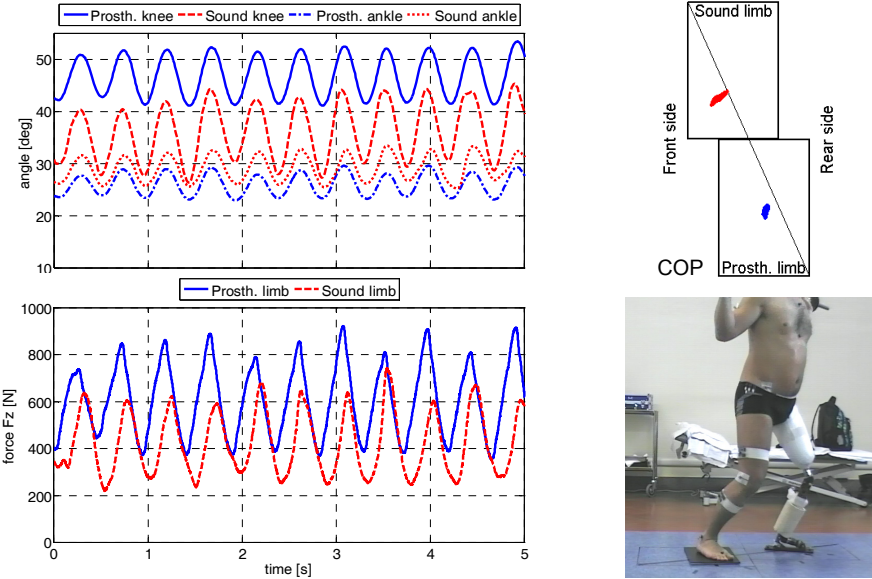 Prosth. knee Sound knee Prosth. ankle Sound ankle
angle [deg]
50
40
30
20
10
Prosth. limb Sound limb
force Fz [N]
1000
800
600
400
200
0
0 1 2 3 4 5
time [s]
Sound limb
Front side
Rear side
COP
Prosth. limb